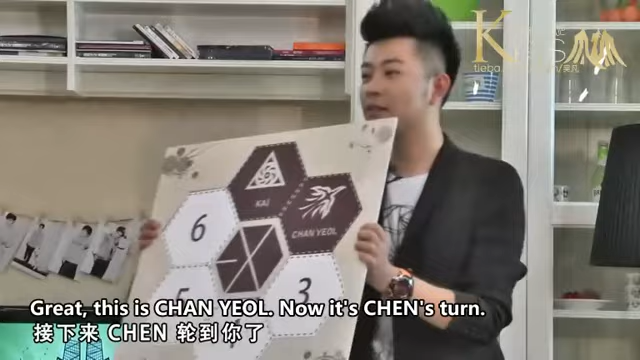 K
tieba.
KAI
CHAN YEOL
6
3
Great, this is CHAN YEOL. Now it's CHEN's turn.
接下来 CHEN 轮到你了